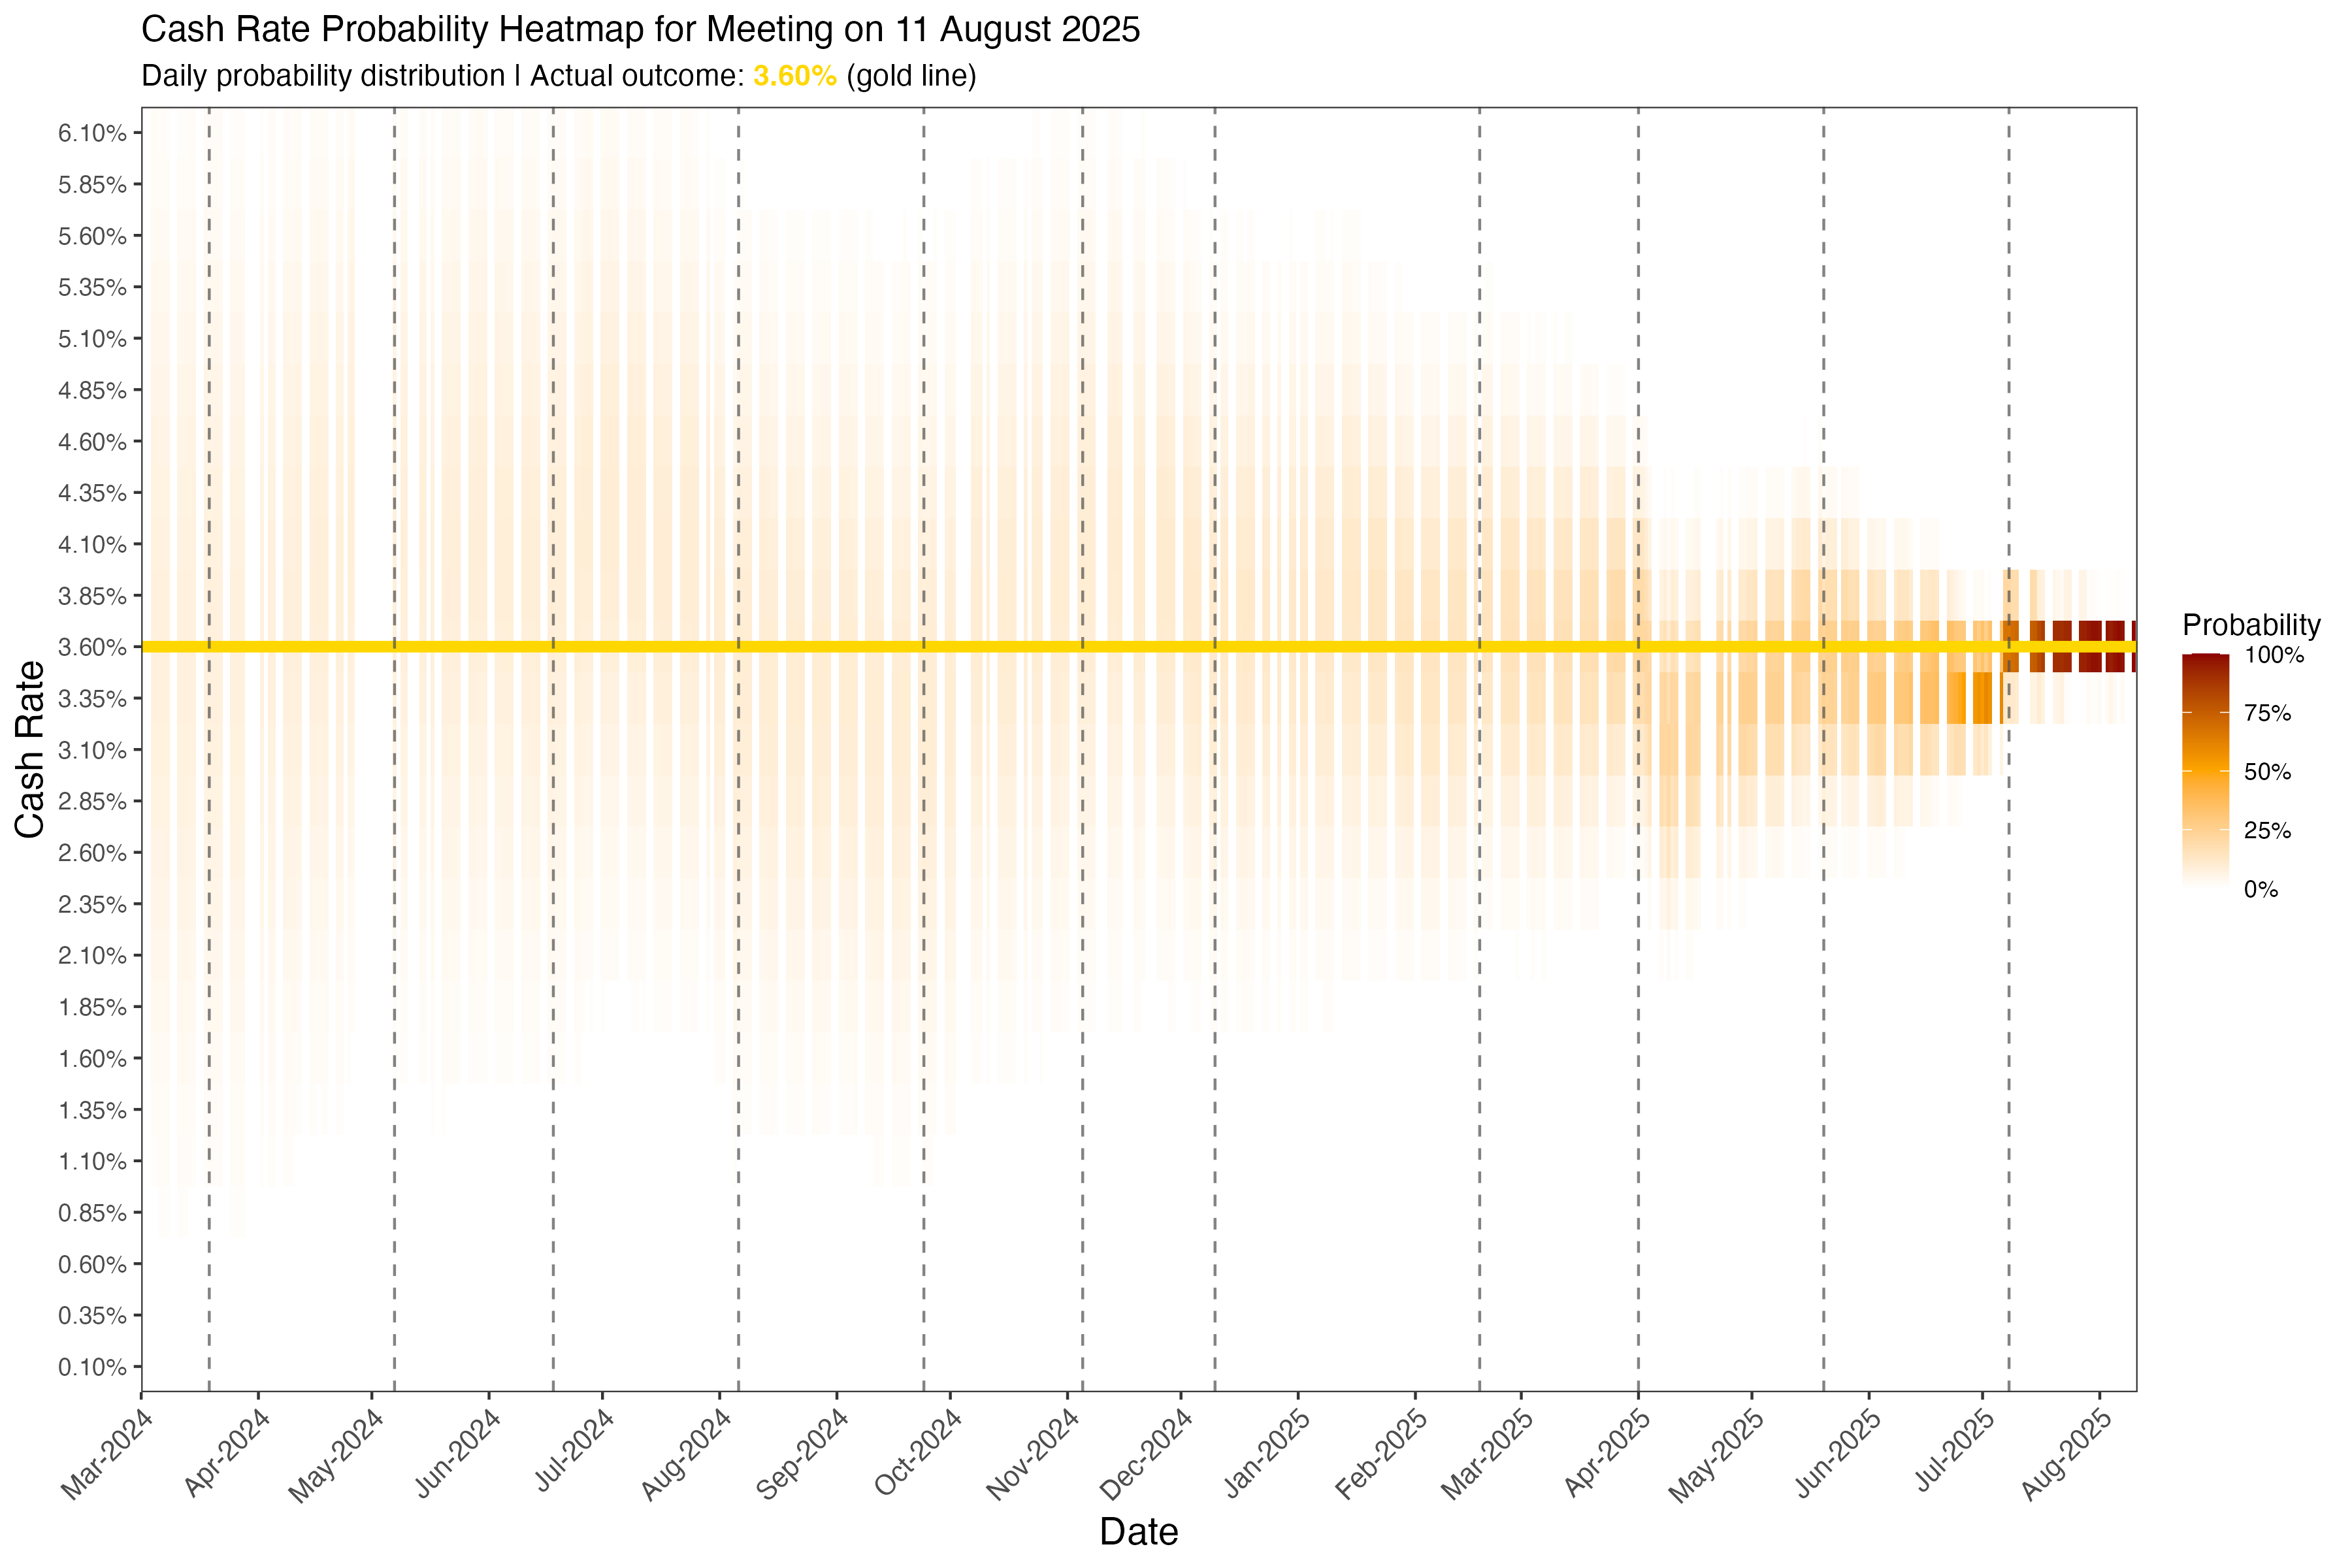 Cash Rate Probability Heatmap for Meeting on 11 August 2025
Daily probability distribution | Actual outcome: 3.60% (gold line)
Cash Rate
6.10%
5.85%
5.60%
5.35%
5.10%
4.85%
4.60%
4.35%
4.10%
3.85%
3.60%
3.35%
3.10%
2.85%
2.60%
2.35%
2.10%
1.85%
1.60%
1.35%
1.10%
0.85%
0.60%
0.35%
0.10%
Mar-2024
Apr-2024
May-2024
Jun-2024
Jul-2024
Aug-2024
Sep-2024
Oct-2024
Nov-2024
Dec-2024
Jan-2025
Feb-2025
Mar-2025
Apr-2025
May-2025
Jun-2025
Jul-2025
Aug-2025
Date
Probability
100%
75%
50%
25%
0%